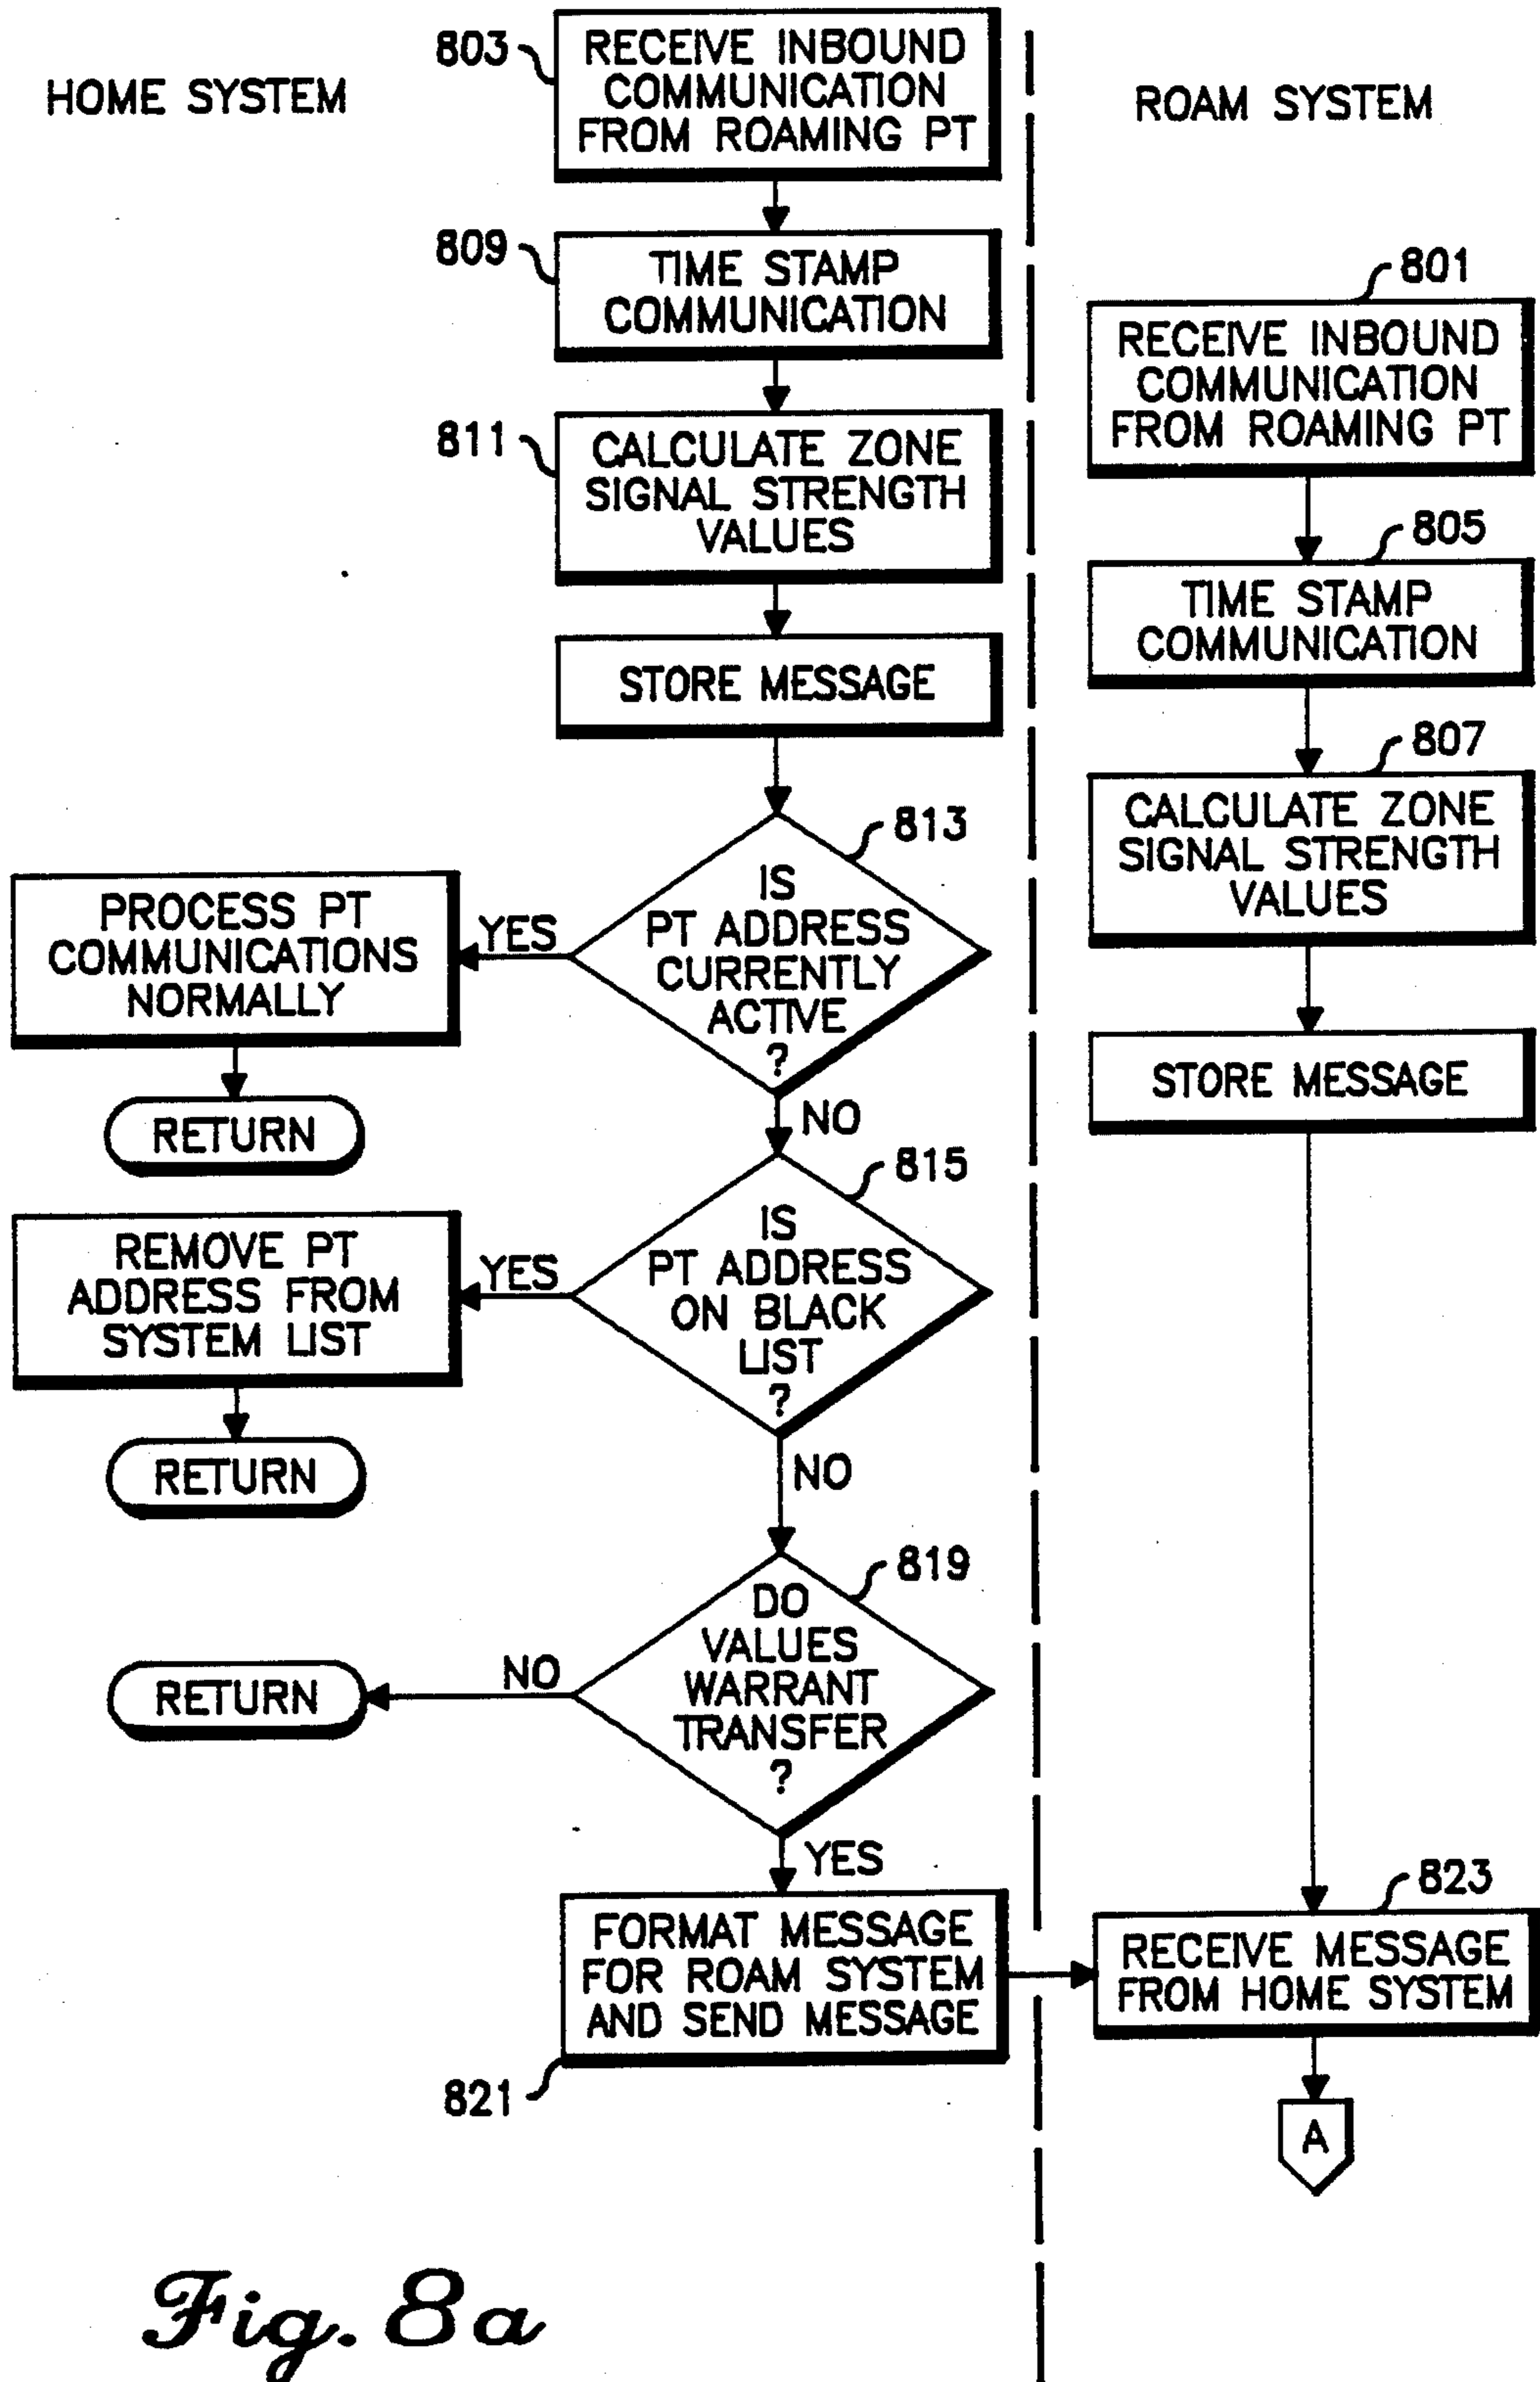 HOME SYSTEM
803
RECEIVE INBOUND
COMMUNICATION
FROM ROAMING PT
809
TIME STAMP
COMMUNICATION
811
CALCULATE ZONE
SIGNAL STRENGTH
VALUES
STORE MESSAGE
813
IS
PT ADDRESS
CURRENTLY
ACTIVE
?
YES
PROCESS PT
COMMUNICATIONS
NORMALLY
RETURN
NO
815
IS
PT ADDRESS
ON BLACK
LIST
?
YES
REMOVE PT
ADDRESS FROM
SYSTEM LIST
RETURN
NO
819
DO
VALUES
WARRANT
TRANSFER
?
NO
RETURN
YES
FORMAT MESSAGE
FOR ROAM SYSTEM
AND SEND MESSAGE
821
ROAM SYSTEM
801
RECEIVE INBOUND
COMMUNICATION
FROM ROAMING PT
805
TIME STAMP
COMMUNICATION
807
CALCULATE ZONE
SIGNAL STRENGTH
VALUES
STORE MESSAGE
823
RECEIVE MESSAGE
FROM HOME SYSTEM
A
Fig. 8a